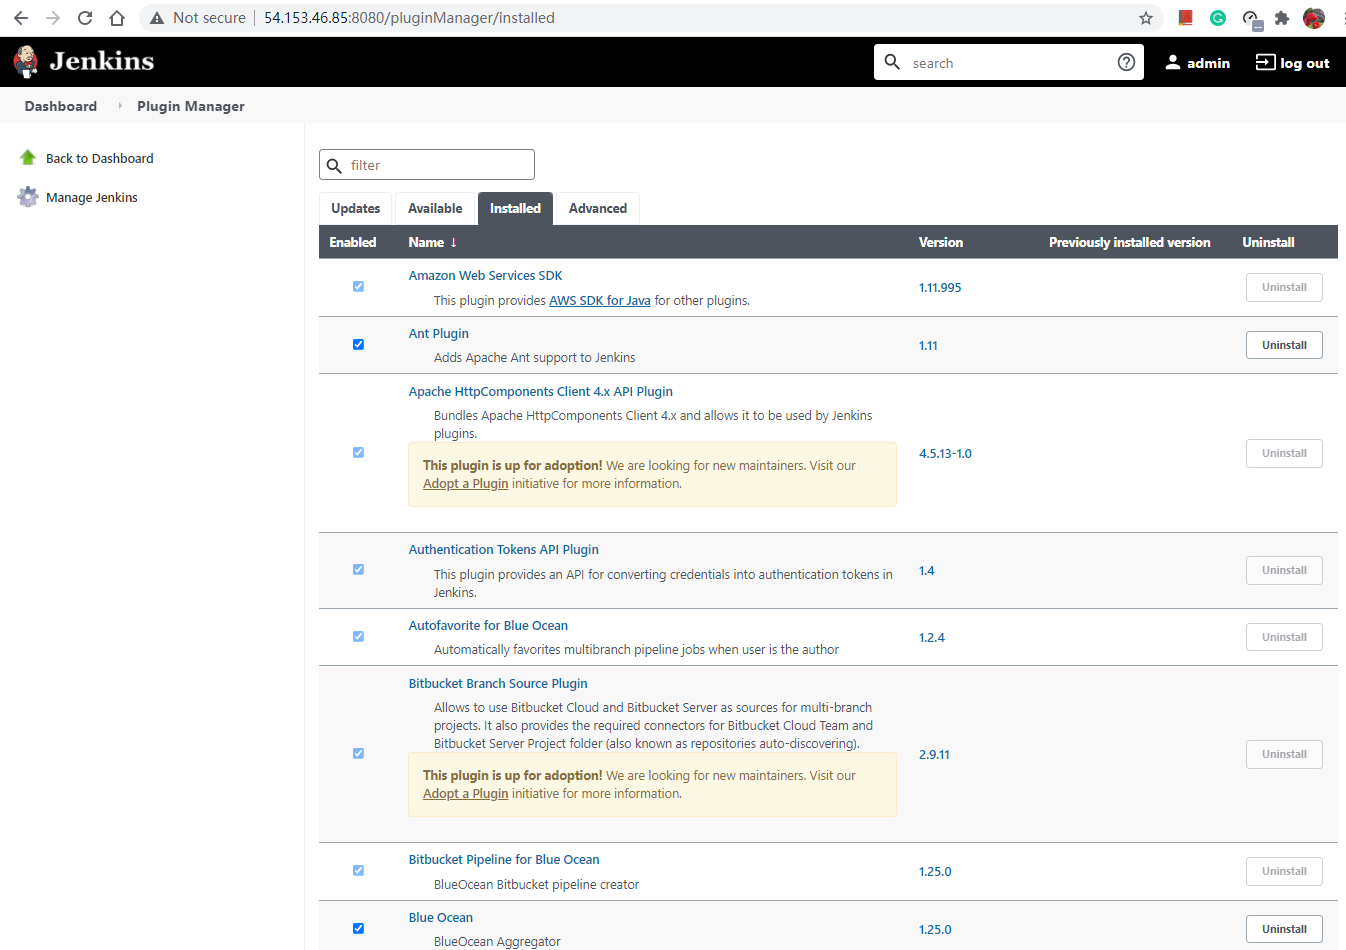 Not secure | 54.153.46.85:8080/pluginManager/installed
Jenkins
search
admin
log out
Dashboard
Plugin Manager
Back to Dashboard
Manage Jenkins
filter
Updates Available Installed Advanced
Enabled Name ↓ Version Previously installed version Uninstall
Amazon Web Services SDK
This plugin provides AWS SDK for Java for other plugins.
1.11.995
Uninstall
Ant Plugin
Adds Apache Ant support to Jenkins
1.11
Uninstall
Apache HttpComponents Client 4.x API Plugin
Bundles Apache HttpComponents Client 4.x and allows it to be used by Jenkins
plugins.
This plugin is up for adoption! We are looking for new maintainers. Visit our
Adopt a Plugin initiative for more information.
4.5.13-1.0
Uninstall
Authentication Tokens API Plugin
This plugin provides an API for converting credentials into authentication tokens in
Jenkins.
1.4
Uninstall
Autofavorite for Blue Ocean
Automatically favorites multibranch pipeline jobs when user is the author
1.2.4
Uninstall
Bitbucket Branch Source Plugin
Allows to use Bitbucket Cloud and Bitbucket Server as sources for multi-branch
projects. It also provides the required connectors for Bitbucket Cloud Team and
Bitbucket Server Project folder (also known as repositories auto-discovering).
This plugin is up for adoption! We are looking for new maintainers. Visit our
Adopt a Plugin initiative for more information.
2.9.11
Uninstall
Bitbucket Pipeline for Blue Ocean
BlueOcean Bitbucket pipeline creator
1.25.0
Uninstall
Blue Ocean
BlueOcean Aggregator
1.25.0
Uninstall